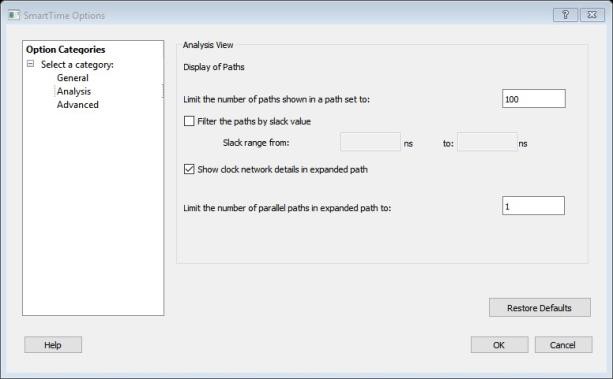 SmartTime Options
Option Categories
Select a category:
General
Analysis
Advanced
Analysis View
Display of Paths
Limit the number of paths shown in a path set to:
100
Filter the paths by slack value
Slack range from:
ns
to:
ns
Show clock network details in expanded path
Limit the number of parallel paths in expanded path to:
1
Restore Defaults
Help
OK
Cancel